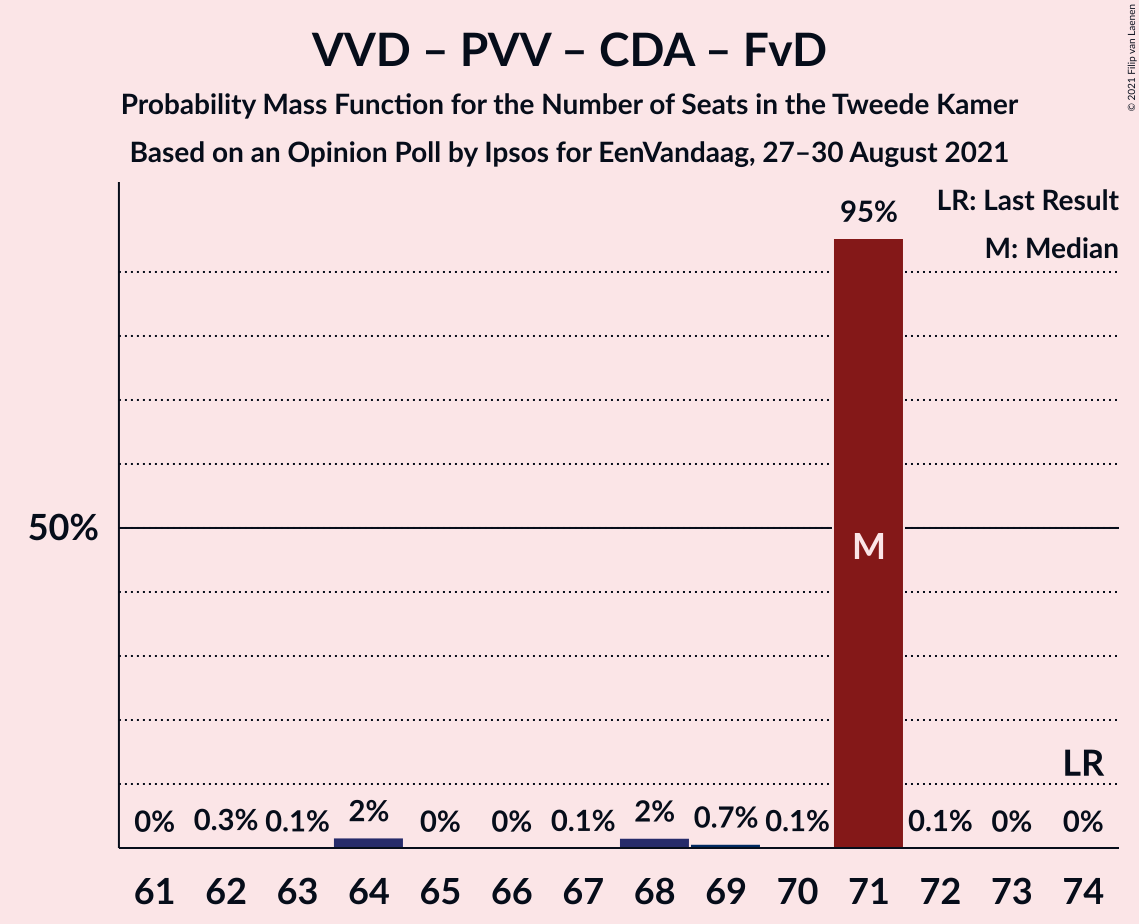 VVD – PVV – CDA – FvD
Probability Mass Function for the Number of Seats in the Tweede Kamer
Based on an Opinion Poll by Ipsos for EenVandaag, 27–30 August 2021
© 2021 Filip van Laenen
LR: Last Result
M: Median
95%
50%
M
LR
0% 0.3% 0.1% 2% 0% 0% 0.1% 2% 0.7% 0.1% 0.1% 0% 0%
61 62 63 64 65 66 67 68 69 70 71 72 73 74